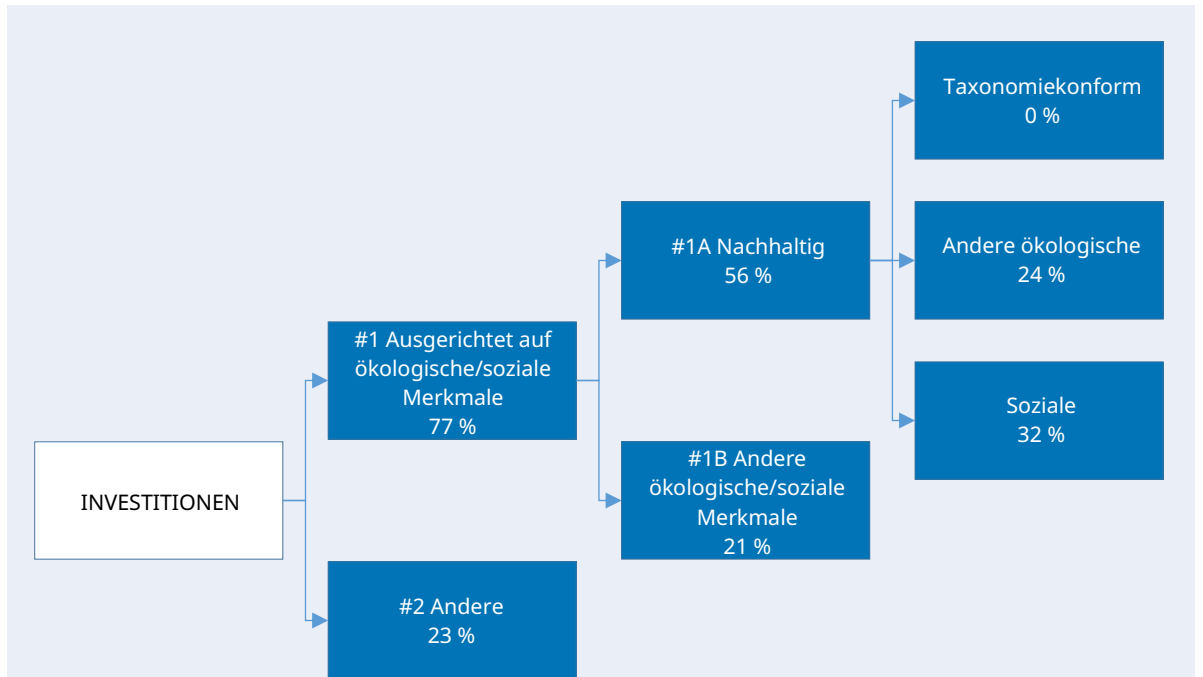 INVESTITIONEN
#1 Ausgerichtet auf
ökologische/soziale
Merkmale
77 %
#2 Andere
23 %
#1A Nachhaltig
56 %
#1B Andere
ökologische/soziale
Merkmale
21 %
Taxonomiekonform
0 %
Andere ökologische
24 %
Soziale
32 %